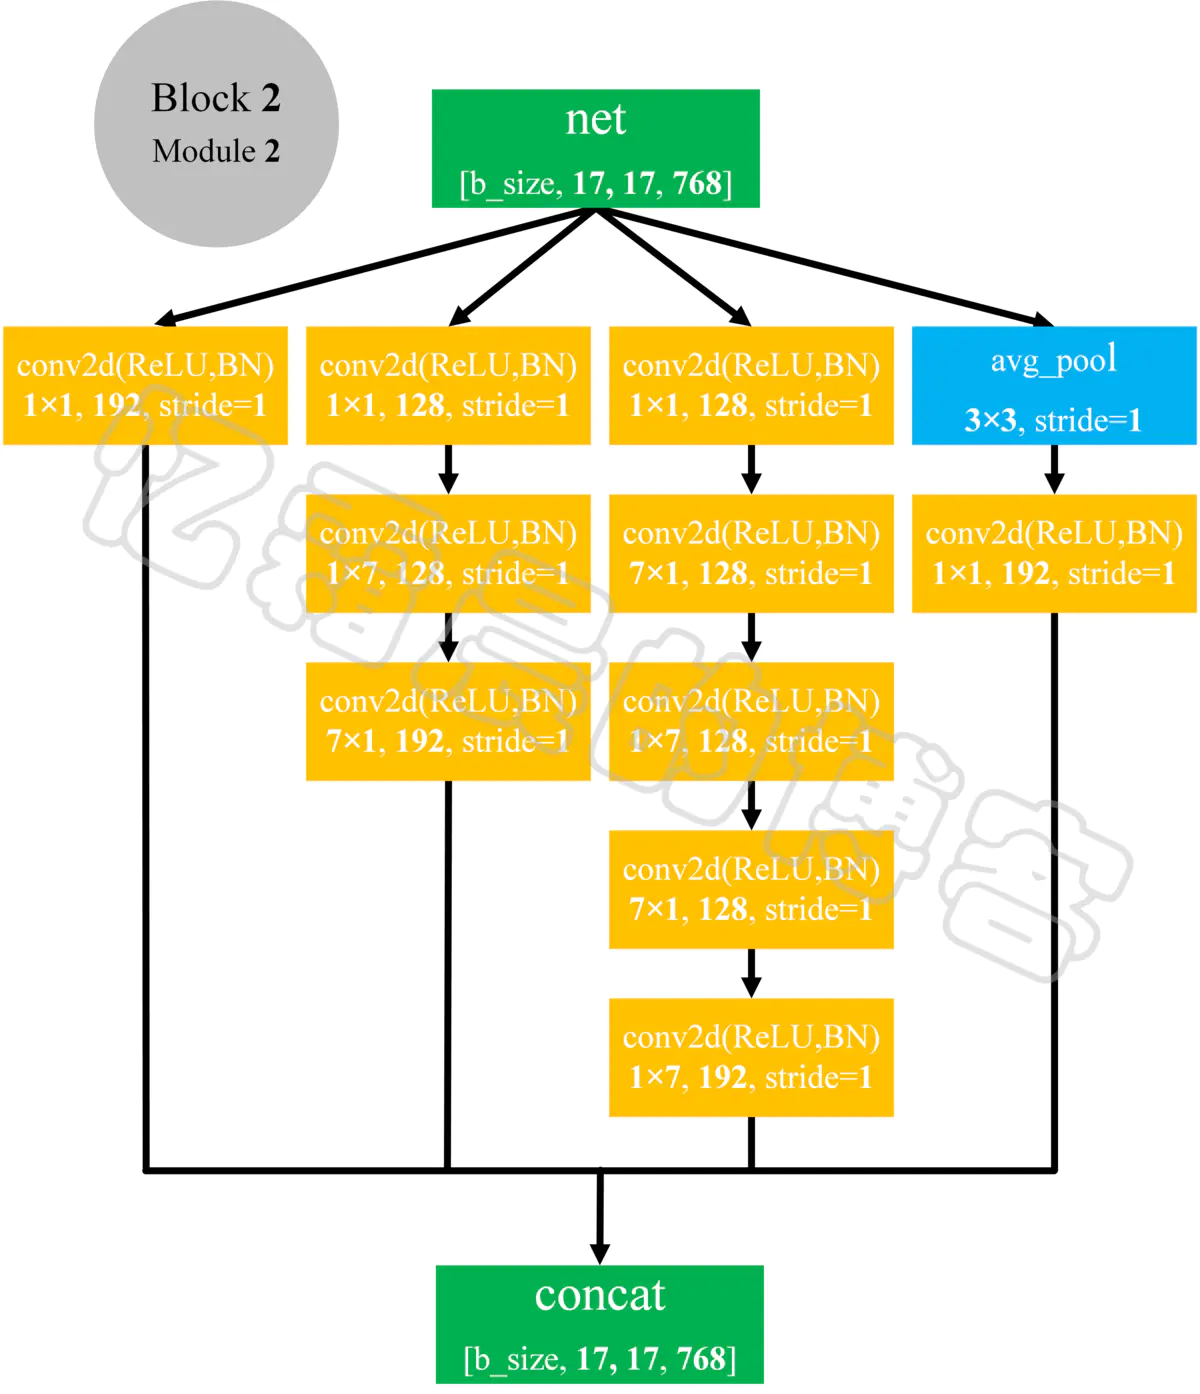 Block 2
Module 2
net
[b_size, 17, 17, 768]
conv2d(ReLU,BN)
1×1, 192, stride=1
conv2d(ReLU,BN)
1×1, 128, stride=1
conv2d(ReLU,BN)
1×1, 128, stride=1
avg_pool
3×3, stride=1
conv2d(ReLU,BN)
1×7, 128, stride=1
conv2d(ReLU,BN)
7×1, 128, stride=1
conv2d(ReLU,BN)
1×1, 192, stride=1
conv2d(ReLU,BN)
7×1, 192, stride=1
conv2d(ReLU,BN)
1×7, 128, stride=1
conv2d(ReLU,BN)
7×1, 128, stride=1
conv2d(ReLU,BN)
1×7, 192, stride=1
concat
[b_size, 17, 17, 768]
的博客